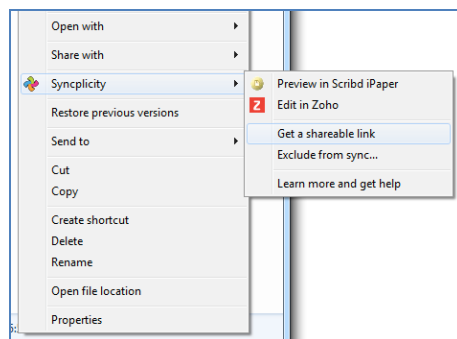 Open with
Share with
Syncplicity
Restore previous versions
Send to
Cut
Copy
Create shortcut
Delete
Rename
Open file location
Properties
Preview in Scribd iPaper
Z Edit in Zoho
Get a shareable link
Exclude from sync...
Learn more and get help